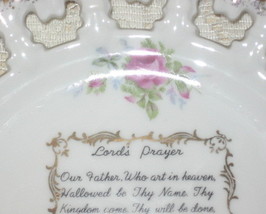 Lord's Prayer
Our Father, Who art in heaven,
Hallowed be Thy Name. Thy
Kingdom come. Thy will be done,